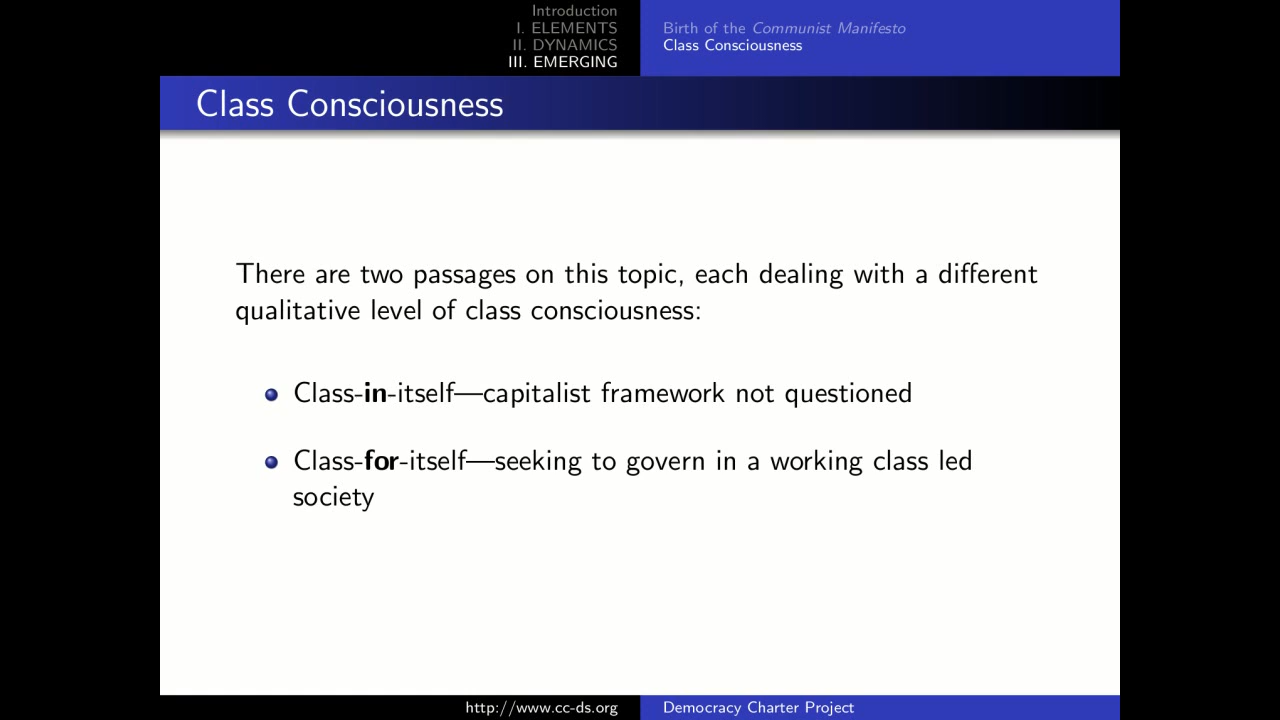 Introduction
I. ELEMENTS
II. DYNAMICS
III. EMERGING
Birth of the Communist Manifesto
Class Consciousness
Class Consciousness
There are two passages on this topic, each dealing with a different
qualitative level of class consciousness:
Class-in-itself—capitalist framework not questioned
Class-for-itself—seeking to govern in a working class led
society
http://www.cc-ds.org
Democracy Charter Project